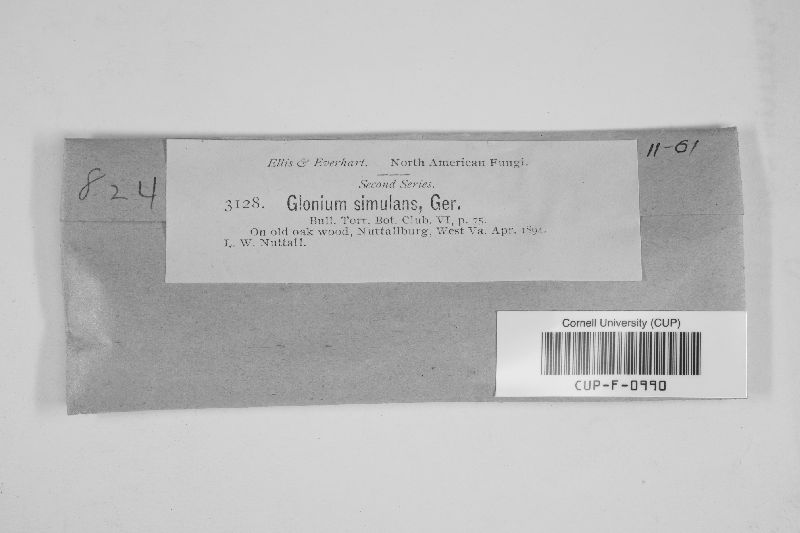 824
11-61
Ellis & Everhart. North American Fungi.
Second Series.
3128. Glonium simulans, Ger.
Bull. Torr. Bot. Club. VI, p. 75.
On old oak wood, Nuttallburg, West Va. Apr. 1894.
L. W. Nuttall.
Cornell University (CUP)
CUP-F-0990